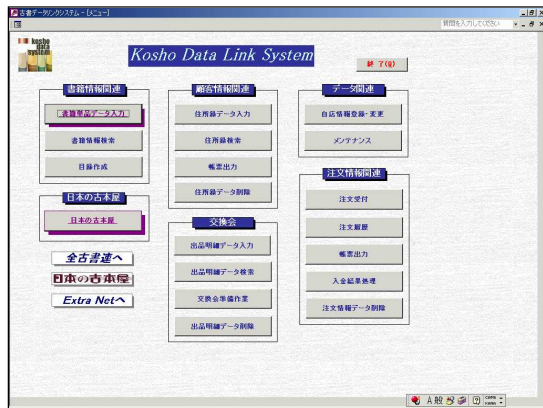 古書データリンクシステム - [メニュー]
質問を入力してください
kosho
data
system
Kosho Data Link System
終 了(Q)
書籍情報関連
書籍単品データ入力
書籍情報検索
目録作成
日本の古本屋
日本の古本屋
全古書連へ
日本の古本屋
Extra Netへ
顧客情報関連
住所録データ入力
住所録検索
帳票出力
住所録データ削除
交換会
出品明細データ入力
出品明細データ検索
交換会準備作業
出品明細データ削除
データ関連
自店情報登録・変更
メンテナンス
注文情報関連
注文受付
注文履歴
帳票出力
入金結果処理
注文情報データ削除
A 般
CAPS
KANA